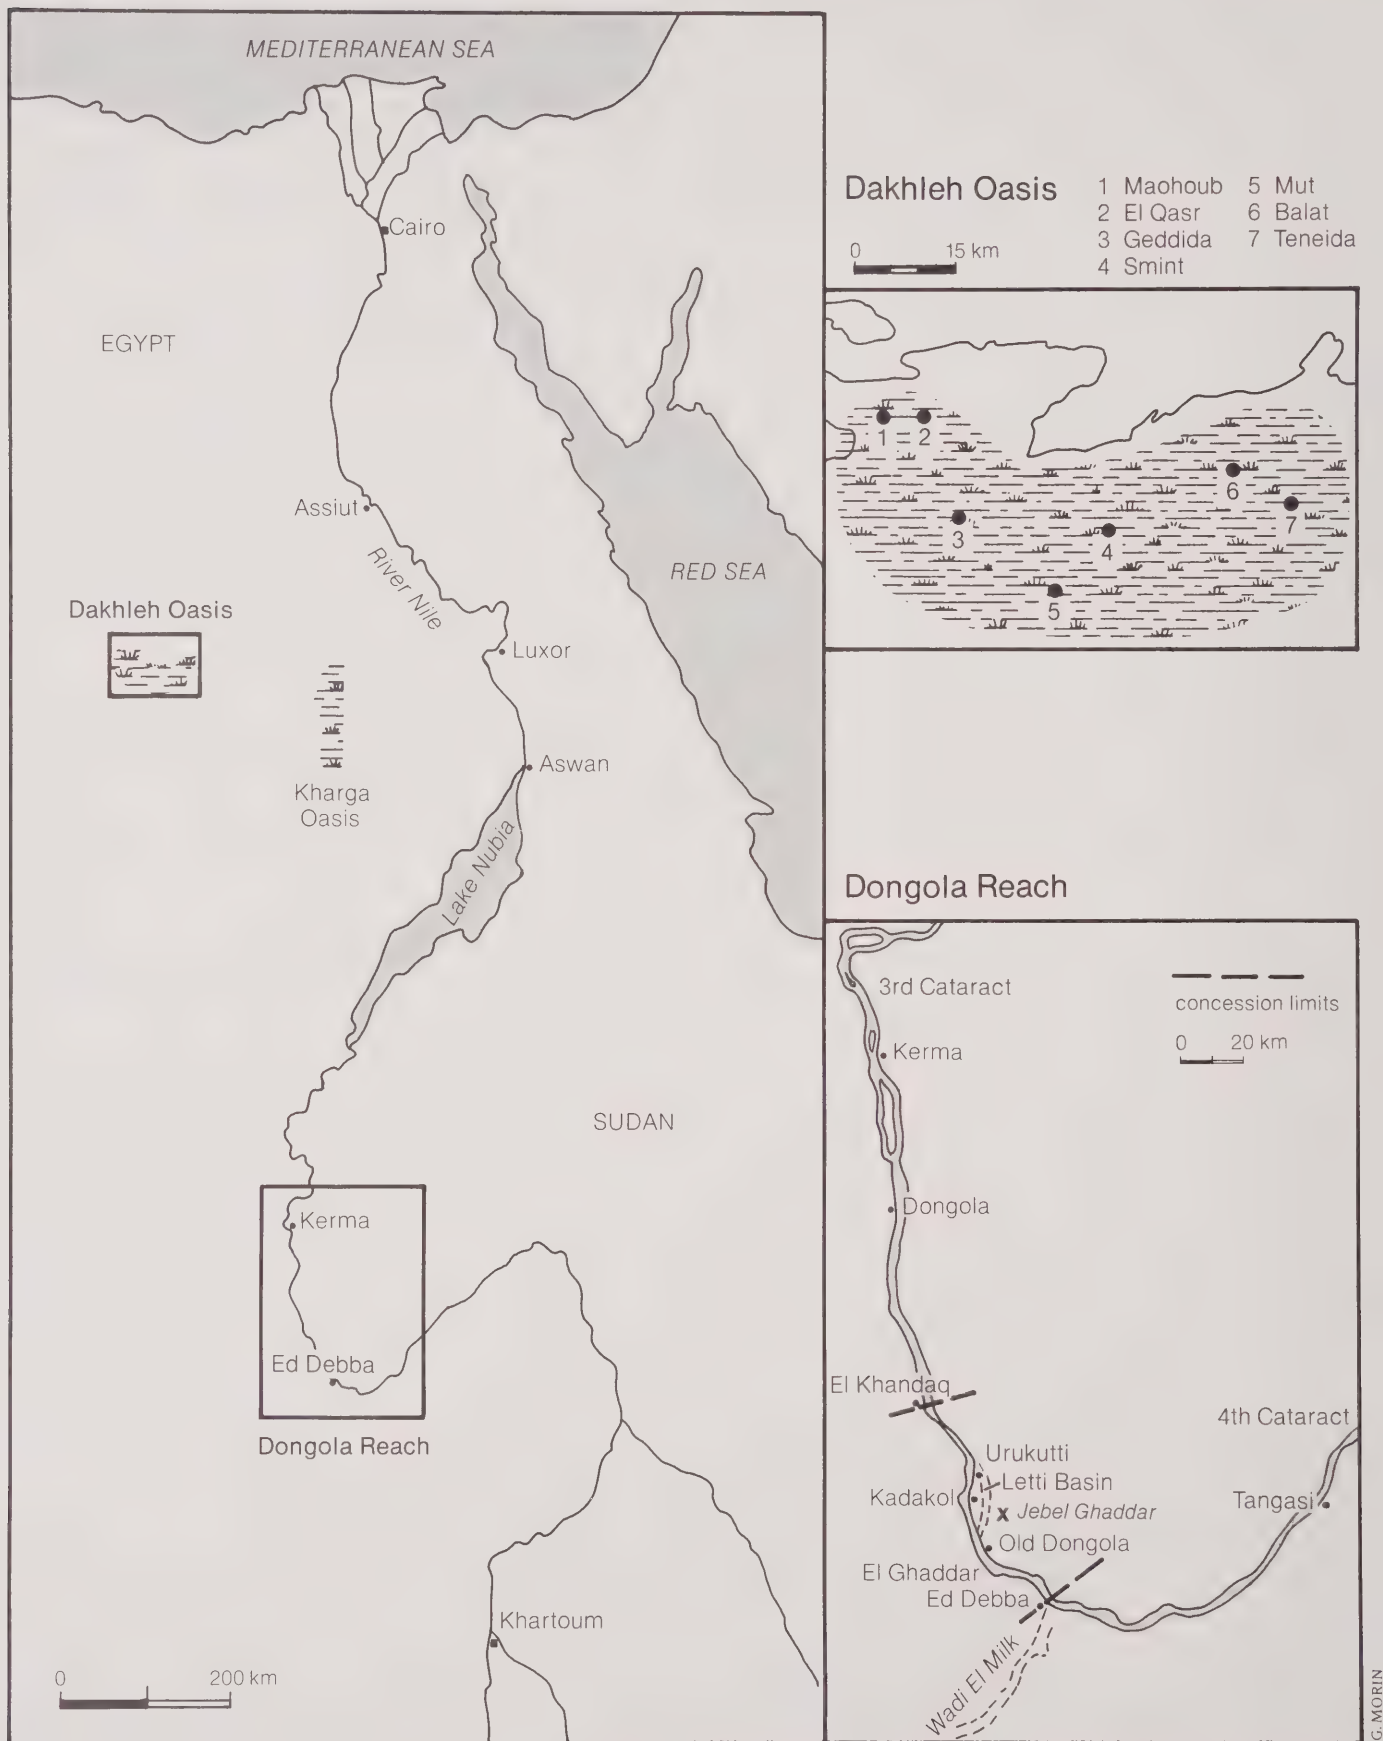 MEDITERRANEAN SEA
Cairo
EGYPT
Assiut
River Nile
RED SEA
Dakhleh Oasis
Luxor
Aswan
Kharga
Oasis
Lake Nubia
SUDAN
Kerma
Ed Debba
Dongola Reach
Khartoum
0 200 km
Dakhleh Oasis
1 Maohoub 5 Mut
2 El Qasr 6 Balat
3 Geddida 7 Teneida
4 Smint
0 15 km
1 2
6
7
3
4
5
Dongola Reach
3rd Cataract
concession limits
0 20 km
Kerma
Dongola
El Khandaq
4th Cataract
Urukutti
Letti Basin
Kadakol
Tangasi
x Jebel Ghaddar
Old Dongola
El Ghaddar
Ed Debba
Wadi El Milk
G. MORIN